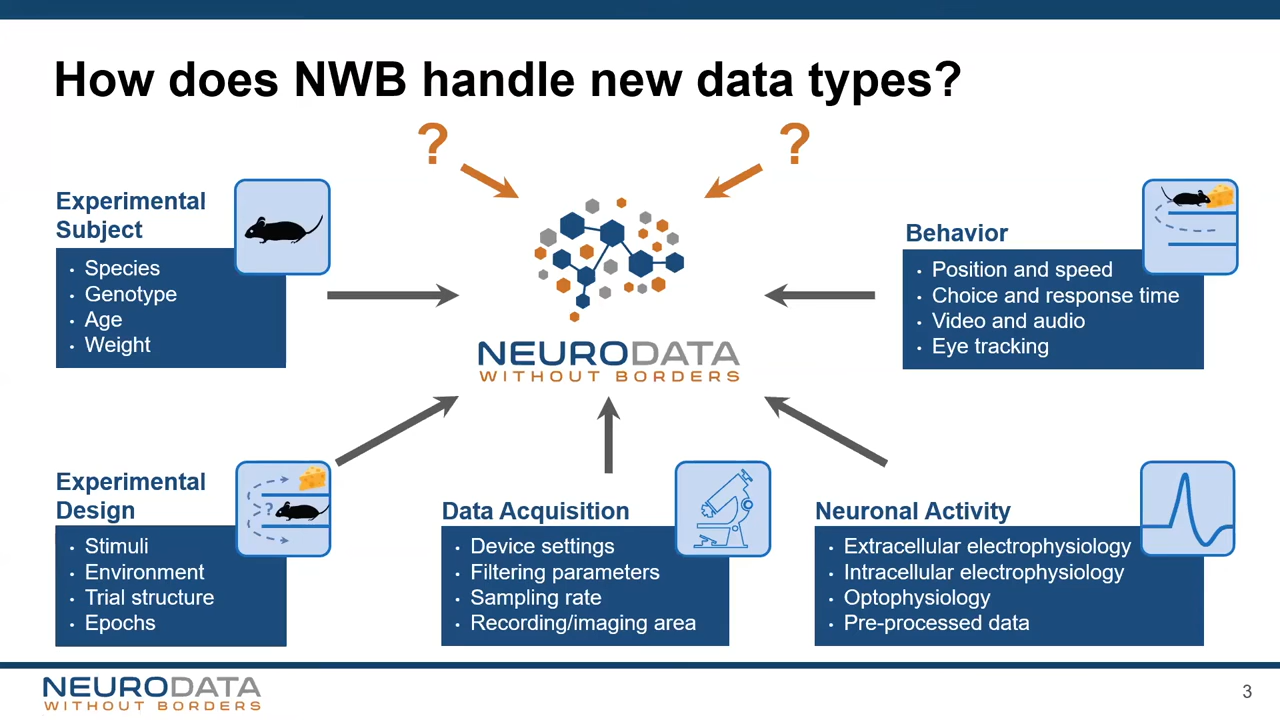 How does NWB handle new data types?
? ?
Experimental
Subject
• Species
• Genotype
• Age
• Weight
Behavior
• Position and speed
• Choice and response time
• Video and audio
• Eye tracking
NEURODATA
WITHOUT BORDERS
Experimental
Design
?
• Stimuli
• Environment
• Trial structure
• Epochs
Data Acquisition
• Device settings
• Filtering parameters
• Sampling rate
• Recording/imaging area
Neuronal Activity
• Extracellular electrophysiology
• Intracellular electrophysiology
• Optophysiology
• Pre-processed data
NEURODATA
WITHOUT BORDERS
3